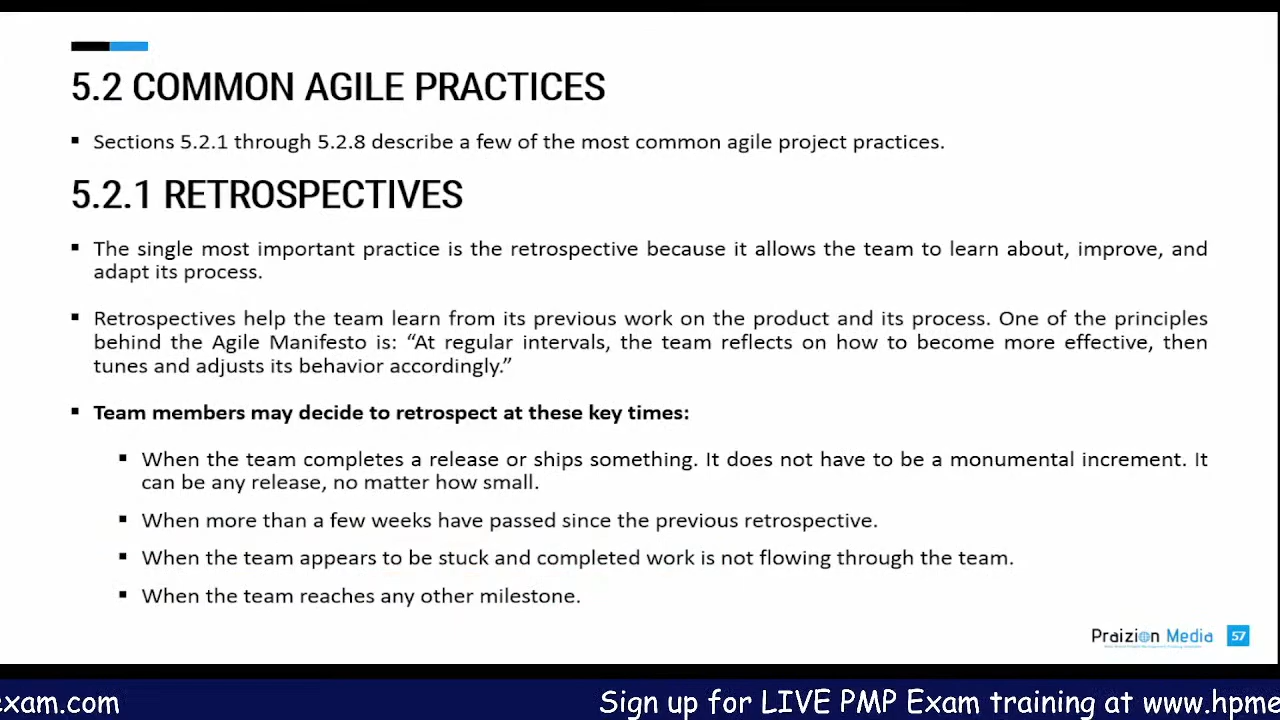 5.2 COMMON AGILE PRACTICES
▪ Sections 5.2.1 through 5.2.8 describe a few of the most common agile project practices.
5.2.1 RETROSPECTIVES
▪ The single most important practice is the retrospective because it allows the team to learn about, improve, and
adapt its process.
▪ Retrospectives help the team learn from its previous work on the product and its process. One of the principles
behind the Agile Manifesto is: “At regular intervals, the team reflects on how to become more effective, then
tunes and adjusts its behavior accordingly.”
▪ Team members may decide to retrospect at these key times:
▪ When the team completes a release or ships something. It does not have to be a monumental increment. It
can be any release, no matter how small.
▪ When more than a few weeks have passed since the previous retrospective.
▪ When the team appears to be stuck and completed work is not flowing through the team.
▪ When the team reaches any other milestone.
Praizion Media 57
exam.com Sign up for LIVE PMP Exam training at www.hpme